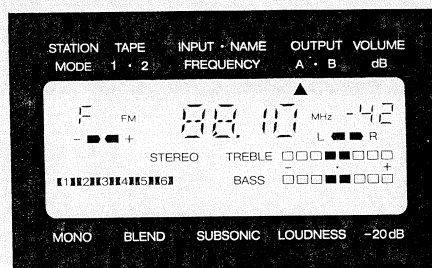 STATION TAPE INPUT • NAME OUTPUT VOLUME
MODE 1 • 2 FREQUENCY A • B dB
F FM 88.10 MHz -42
- + L R
STEREO TREBLE
- • +
[1][2][3][4][5][6] BASS
MONO BLEND SUBSONIC LOUDNESS -20dB